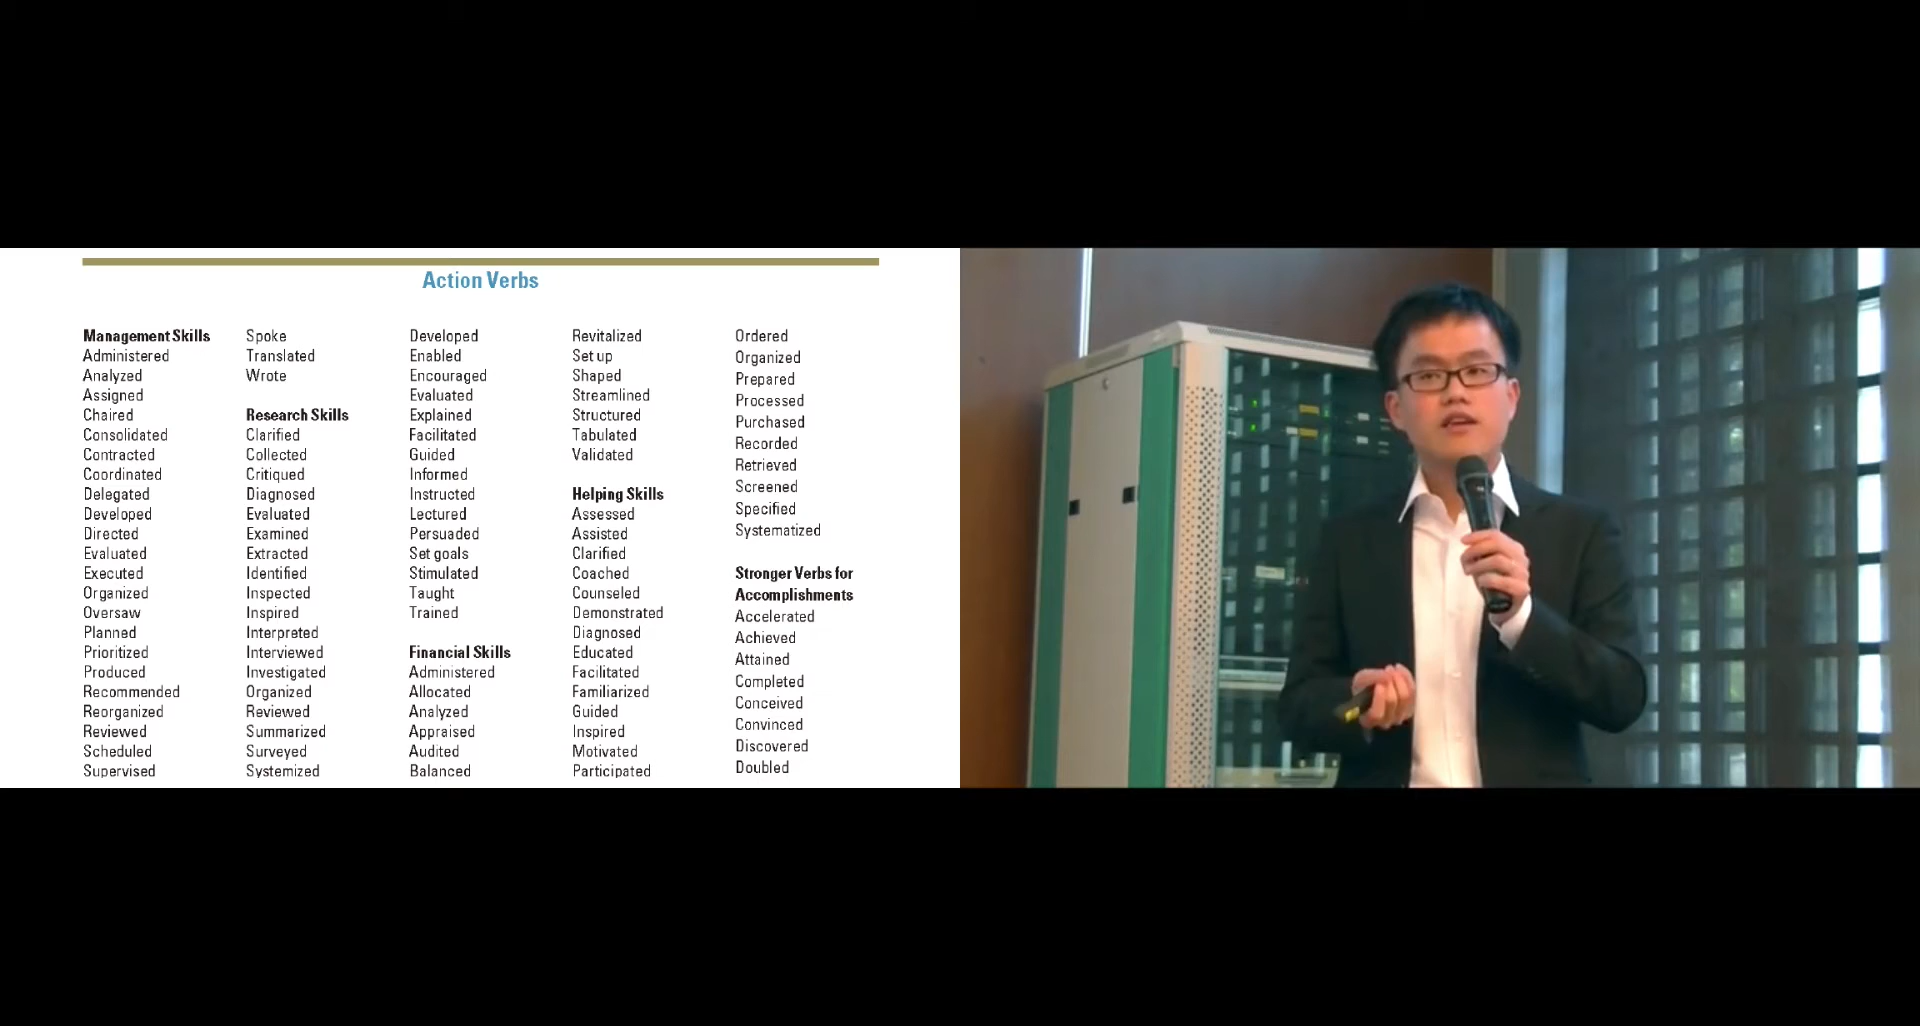 Action Verbs
Management Skills
Administered
Analyzed
Assigned
Chaired
Consolidated
Contracted
Coordinated
Delegated
Developed
Directed
Evaluated
Executed
Organized
Oversaw
Planned
Prioritized
Produced
Recommended
Reorganized
Reviewed
Scheduled
Supervised
Spoke
Translated
Wrote
Research Skills
Clarified
Collected
Critiqued
Diagnosed
Evaluated
Examined
Extracted
Identified
Inspected
Inspired
Interpreted
Interviewed
Investigated
Organized
Reviewed
Summarized
Surveyed
Systemized
Developed
Enabled
Encouraged
Evaluated
Explained
Facilitated
Guided
Informed
Instructed
Lectured
Persuaded
Set goals
Stimulated
Taught
Trained
Financial Skills
Administered
Allocated
Analyzed
Appraised
Audited
Balanced
Revitalized
Set up
Shaped
Streamlined
Structured
Tabulated
Validated
Helping Skills
Assessed
Assisted
Clarified
Coached
Counseled
Demonstrated
Diagnosed
Educated
Facilitated
Familiarized
Guided
Inspired
Motivated
Participated
Ordered
Organized
Prepared
Processed
Purchased
Recorded
Retrieved
Screened
Specified
Systematized
Stronger Verbs for
Accomplishments
Accelerated
Achieved
Attained
Completed
Conceived
Convinced
Discovered
Doubled